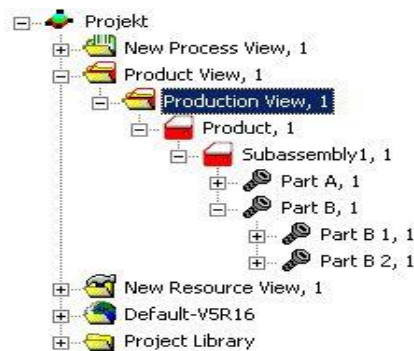 Projekt
New Process View, 1
Product View, 1
Production View, 1
Product, 1
Subassembly1, 1
Part A, 1
Part B, 1
Part B 1, 1
Part B 2, 1
New Resource View, 1
Default-V5R16
Project Library